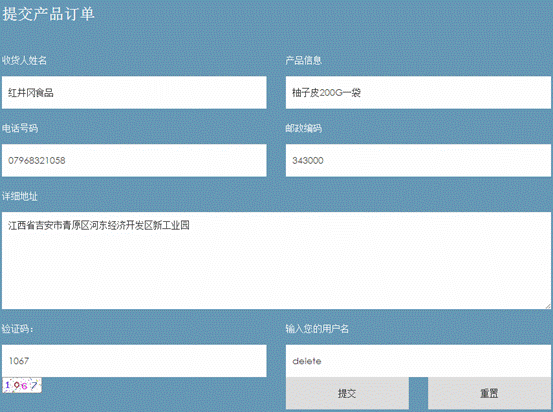 提交产品订单
收货人姓名
产品信息
红井冈食品
柚子皮200G一袋
电话号码
邮政编码
07968321058
343000
详细地址
江西省吉安市青原区河东经济开发区新工业园
验证码：
输入您的用户名
1067
delete
1967
提交
重置